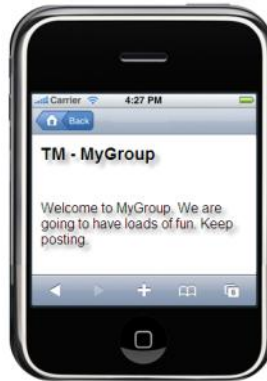 Carrier 4:27 PM
Back
TM - MyGroup
Welcome to MyGroup. We are
going to have loads of fun. Keep
posting.